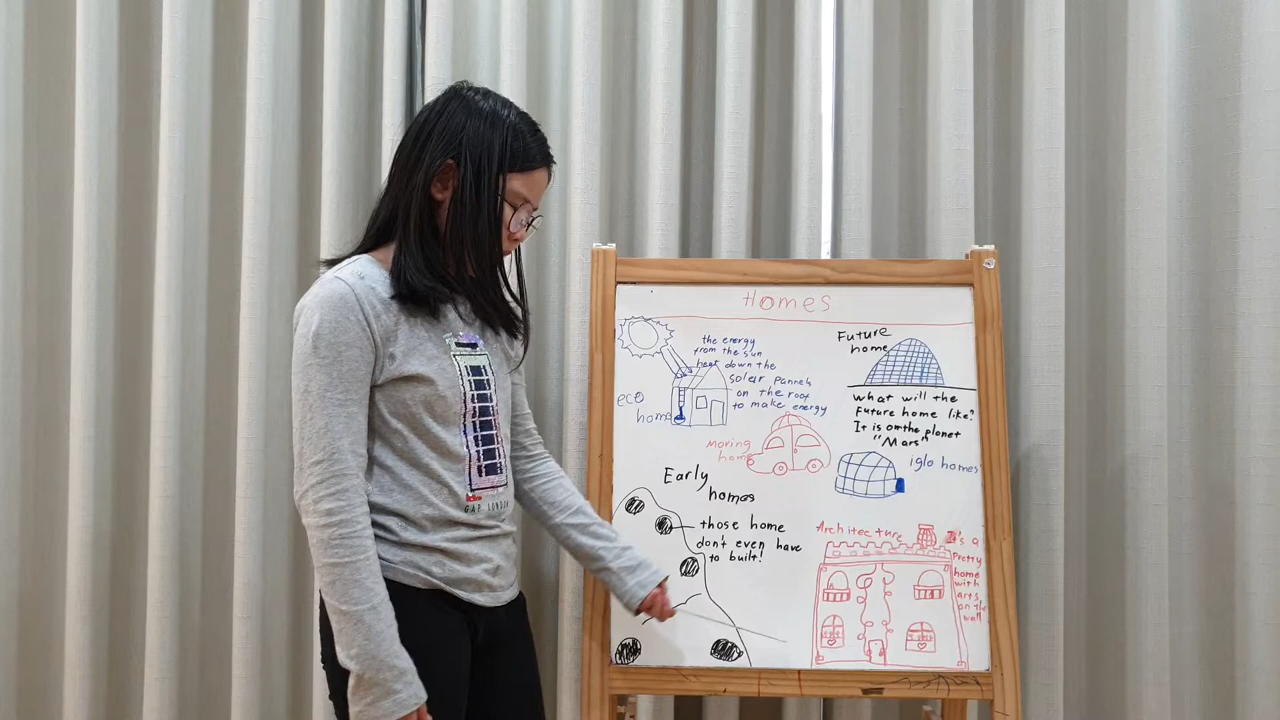 Homes
the energy
from the sun
heat down the
solar pannels
on the roof
to make energy
eco
home
Future
home
what will the
Future home like?
It is on the planet
"Mars"
moving
home
iglo homes
Early
homes
those home
don't even have
to built!
Architecture
It's a
Pretty
home
with
arts
on the
wall
GAP LONDON